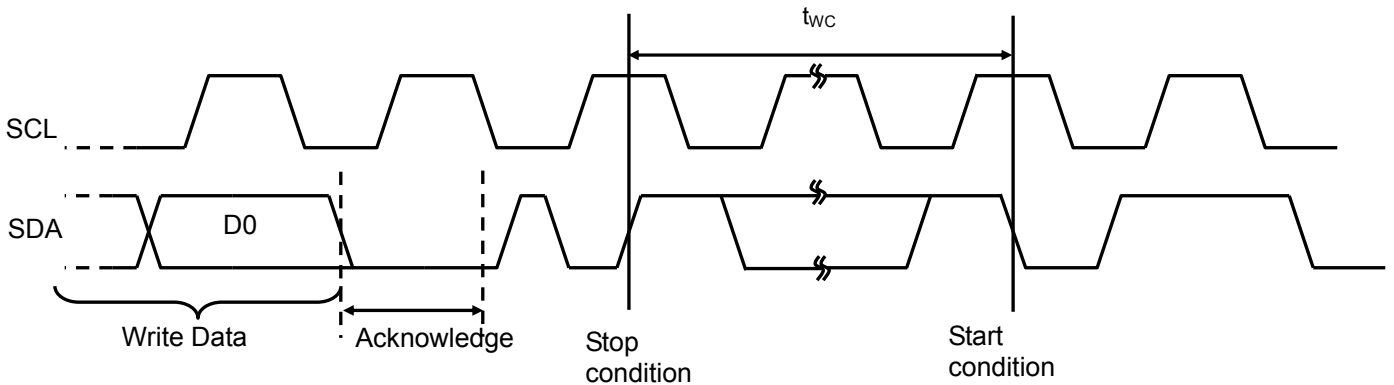 tWC
SCL
SDA
D0
Write Data
Acknowledge
Stop
condition
Start
condition